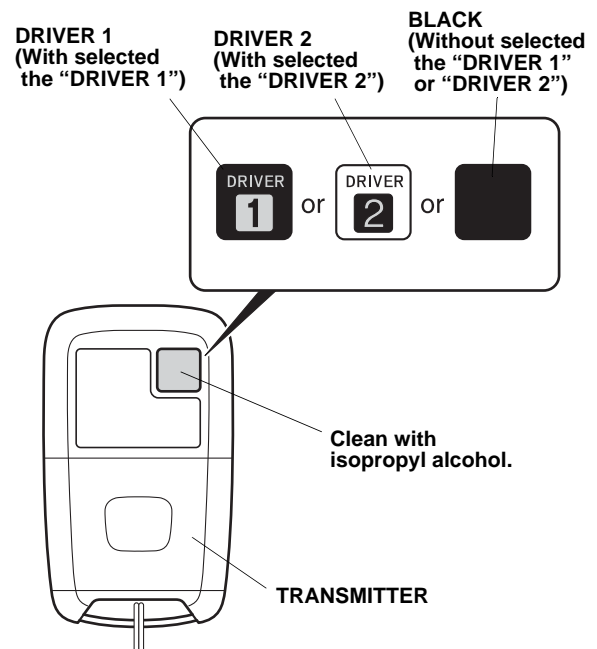 DRIVER 1
(With selected
the “DRIVER 1”)
DRIVER 2
(With selected
the “DRIVER 2”)
BLACK
(Without selected
the “DRIVER 1”
or “DRIVER 2”)
DRIVER
1
or
DRIVER
2
or
Clean with
isopropyl alcohol.
TRANSMITTER